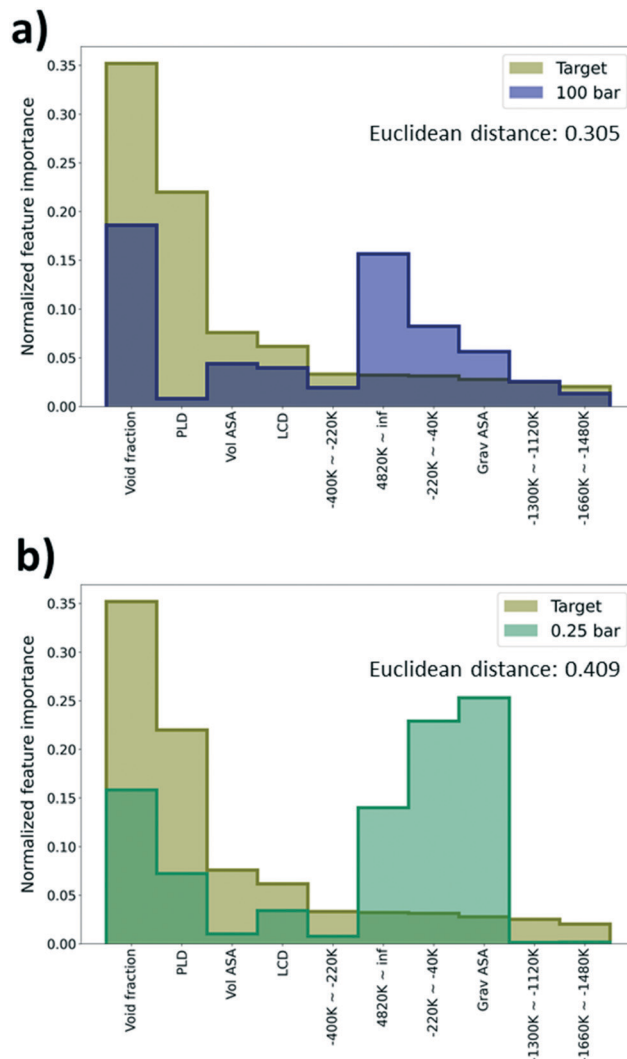 a)
Normalized feature importance
0.35
0.30
0.25
0.20
0.15
0.10
0.05
0.00
Target
100 bar
Euclidean distance: 0.305
Void fraction
PLD
Vol ASA
LCD
-400K ~ -220K
4820K ~ inf
-220K ~ -40K
Grav ASA
-1300K ~ -1120K
-1660K ~ -1480K
b)
Normalized feature importance
0.35
0.30
0.25
0.20
0.15
0.10
0.05
0.00
Target
0.25 bar
Euclidean distance: 0.409
Void fraction
PLD
Vol ASA
LCD
-400K ~ -220K
4820K ~ inf
-220K ~ -40K
Grav ASA
-1300K ~ -1120K
-1660K ~ -1480K